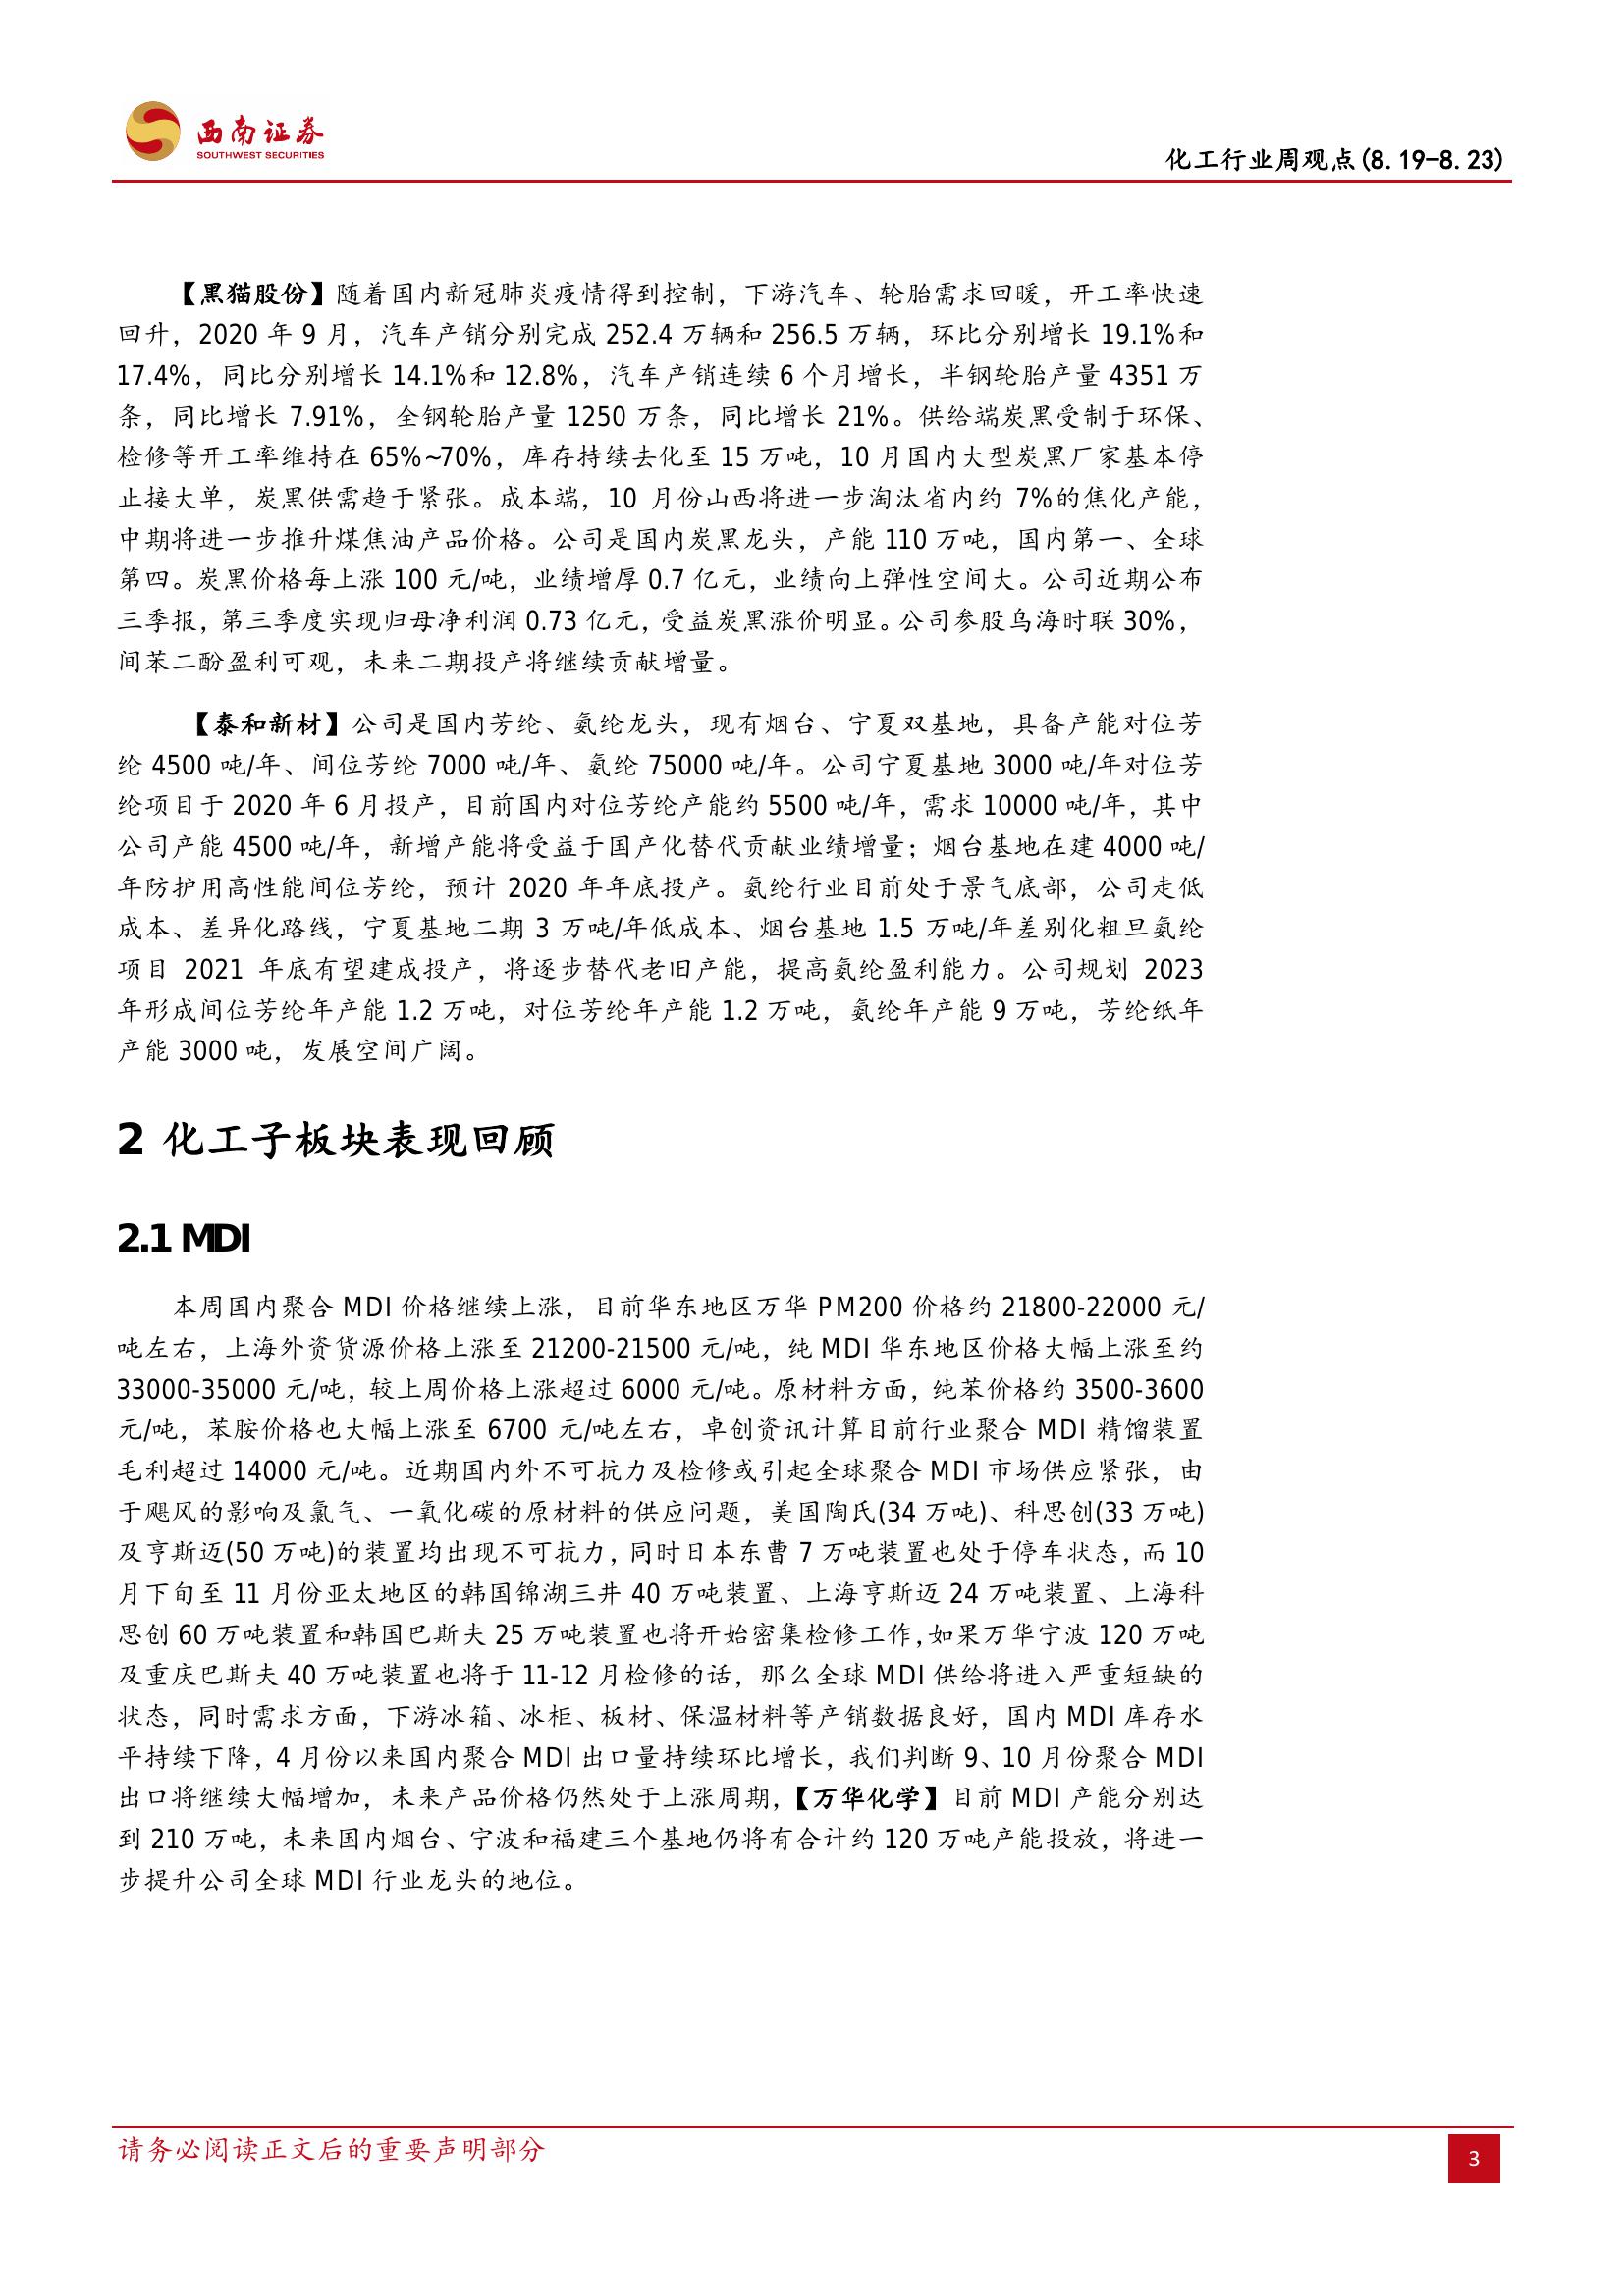 西南证券
SOUTHWEST SECURITIES
化工行业周观点(8.19-8.23)
【黑猫股份】随着国内新冠肺炎疫情得到控制，下游汽车、轮胎需求回暖，开工率快速
回升，2020 年 9 月，汽车产销分别完成 252.4 万辆和 256.5 万辆，环比分别增长 19.1%和
17.4%，同比分别增长 14.1%和 12.8%，汽车产销连续 6 个月增长，半钢轮胎产量 4351 万
条，同比增长 7.91%，全钢轮胎产量 1250 万条，同比增长 21%。供给端炭黑受制于环保、
检修等开工率维持在 65%~70%，库存持续去化至 15 万吨，10 月国内大型炭黑厂家基本停
止接大单，炭黑供需趋于紧张。成本端，10 月份山西将进一步淘汰省内约 7%的焦化产能，
中期将进一步推升煤焦油产品价格。公司是国内炭黑龙头，产能 110 万吨，国内第一、全球
第四。炭黑价格每上涨 100 元/吨，业绩增厚 0.7 亿元，业绩向上弹性空间大。公司近期公布
三季报，第三季度实现归母净利润 0.73 亿元，受益炭黑涨价明显。公司参股乌海时联 30%，
间苯二酚盈利可观，未来二期投产将继续贡献增量。
【泰和新材】公司是国内芳纶、氨纶龙头，现有烟台、宁夏双基地，具备产能对位芳
纶 4500 吨/年、间位芳纶 7000 吨/年、氨纶 75000 吨/年。公司宁夏基地 3000 吨/年对位芳
纶项目于 2020 年 6 月投产，目前国内对位芳纶产能约 5500 吨/年，需求 10000 吨/年，其中
公司产能 4500 吨/年，新增产能将受益于国产化替代贡献业绩增量；烟台基地在建 4000 吨/
年防护用高性能间位芳纶，预计 2020 年年底投产。氨纶行业目前处于景气底部，公司走低
成本、差异化路线，宁夏基地二期 3 万吨/年低成本、烟台基地 1.5 万吨/年差别化粗旦氨纶
项目 2021 年底有望建成投产，将逐步替代老旧产能，提高氨纶盈利能力。公司规划 2023
年形成间位芳纶年产能 1.2 万吨，对位芳纶年产能 1.2 万吨，氨纶年产能 9 万吨，芳纶纸年
产能 3000 吨，发展空间广阔。
2 化工子板块表现回顾
2.1 MDI
本周国内聚合 MDI 价格继续上涨，目前华东地区万华 PM200 价格约 21800-22000 元/
吨左右，上海外资货源价格上涨至 21200-21500 元/吨，纯 MDI 华东地区价格大幅上涨至约
33000-35000 元/吨，较上周价格上涨超过 6000 元/吨。原材料方面，纯苯价格约 3500-3600
元/吨，苯胺价格也大幅上涨至 6700 元/吨左右，卓创资讯计算目前行业聚合 MDI 精馏装置
毛利超过 14000 元/吨。近期国内外不可抗力及检修或引起全球聚合 MDI 市场供应紧张，由
于飓风的影响及氯气、一氧化碳的原材料的供应问题，美国陶氏(34 万吨)、科思创(33 万吨)
及亨斯迈(50 万吨)的装置均出现不可抗力，同时日本东曹 7 万吨装置也处于停车状态，而 10
月下旬至 11 月份亚太地区的韩国锦湖三井 40 万吨装置、上海亨斯迈 24 万吨装置、上海科
思创 60 万吨装置和韩国巴斯夫 25 万吨装置也将开始密集检修工作，如果万华宁波 120 万吨
及重庆巴斯夫 40 万吨装置也将于 11-12 月检修的话，那么全球 MDI 供给将进入严重短缺的
状态，同时需求方面，下游冰箱、冰柜、板材、保温材料等产销数据良好，国内 MDI 库存水
平持续下降，4 月份以来国内聚合 MDI 出口量持续环比增长，我们判断 9、10 月份聚合 MDI
出口将继续大幅增加，未来产品价格仍然处于上涨周期，【万华化学】目前 MDI 产能分别达
到 210 万吨，未来国内烟台、宁波和福建三个基地仍将有合计约 120 万吨产能投放，将进一
步提升公司全球 MDI 行业龙头的地位。
请务必阅读正文后的重要声明部分
3